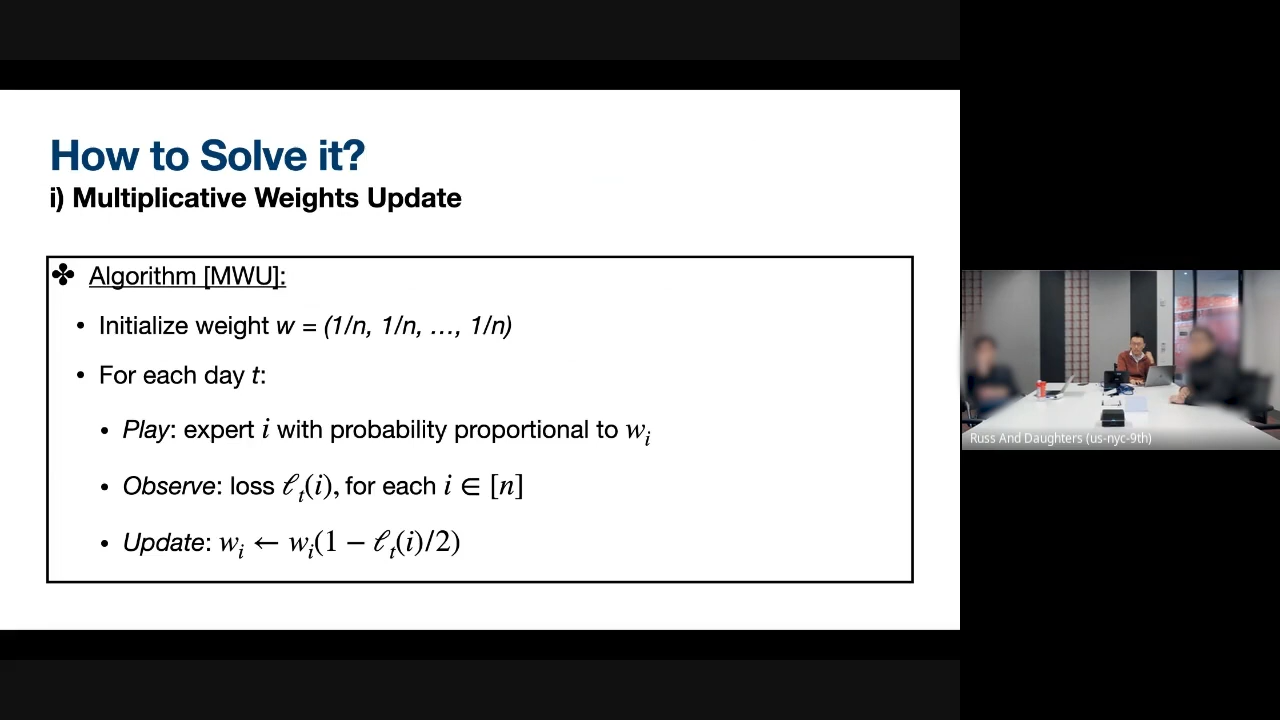 How to Solve it?
i) Multiplicative Weights Update
✤ Algorithm [MWU]:
• Initialize weight w = (1/n, 1/n, …, 1/n)
• For each day t:
• Play: expert i with probability proportional to wᵢ
• Observe: loss ℓₜ(i), for each i ∈ [n]
• Update: wᵢ ← wᵢ(1 − ℓₜ(i)/2)
Russ And Daughters (us-nyc-9th)